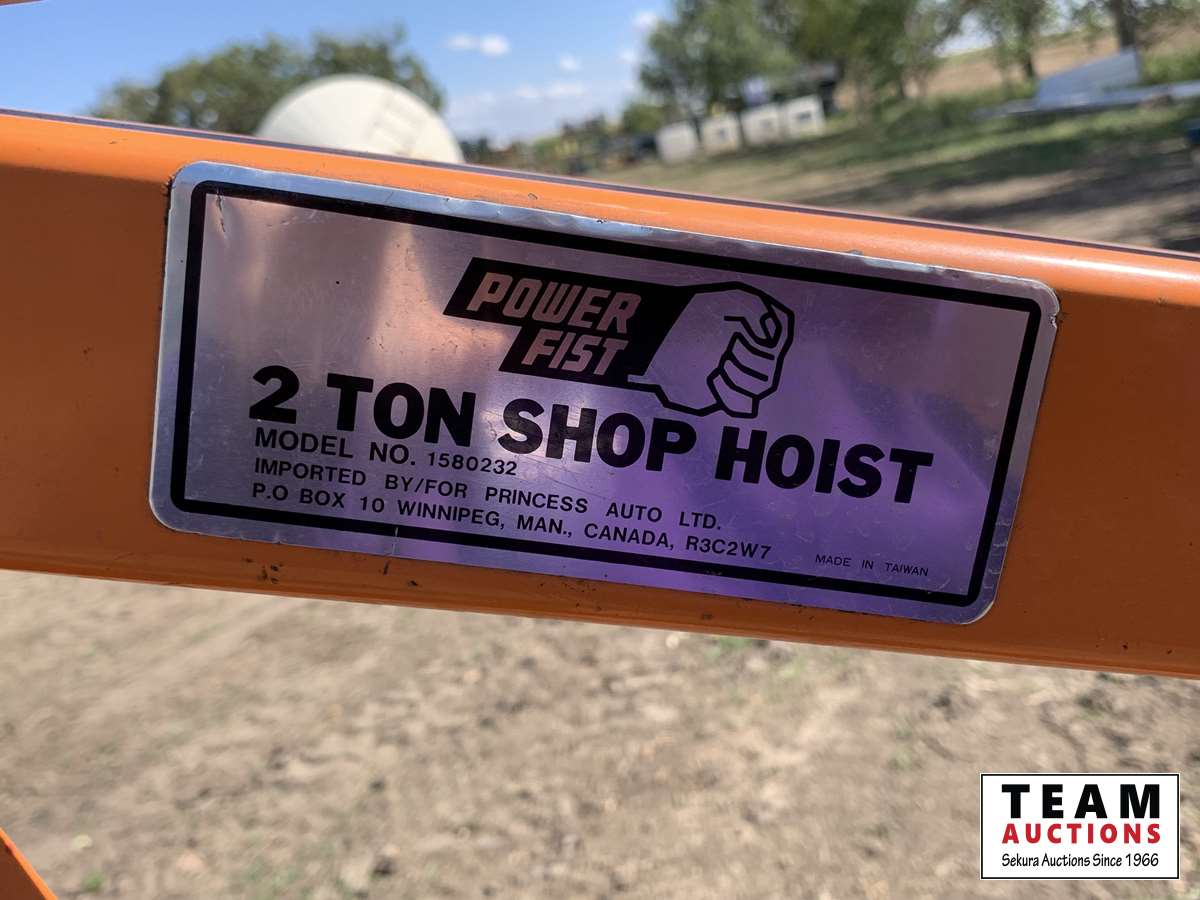 POWER
FIST
2 TON SHOP HOIST
MODEL NO. 1580232
IMPORTED BY/FOR PRINCESS AUTO LTD.
P.O BOX 10 WINNIPEG, MAN., CANADA, R3C2W7
MADE IN TAIWAN
TEAM
AUCTIONS
Sekura Auctions Since 1966